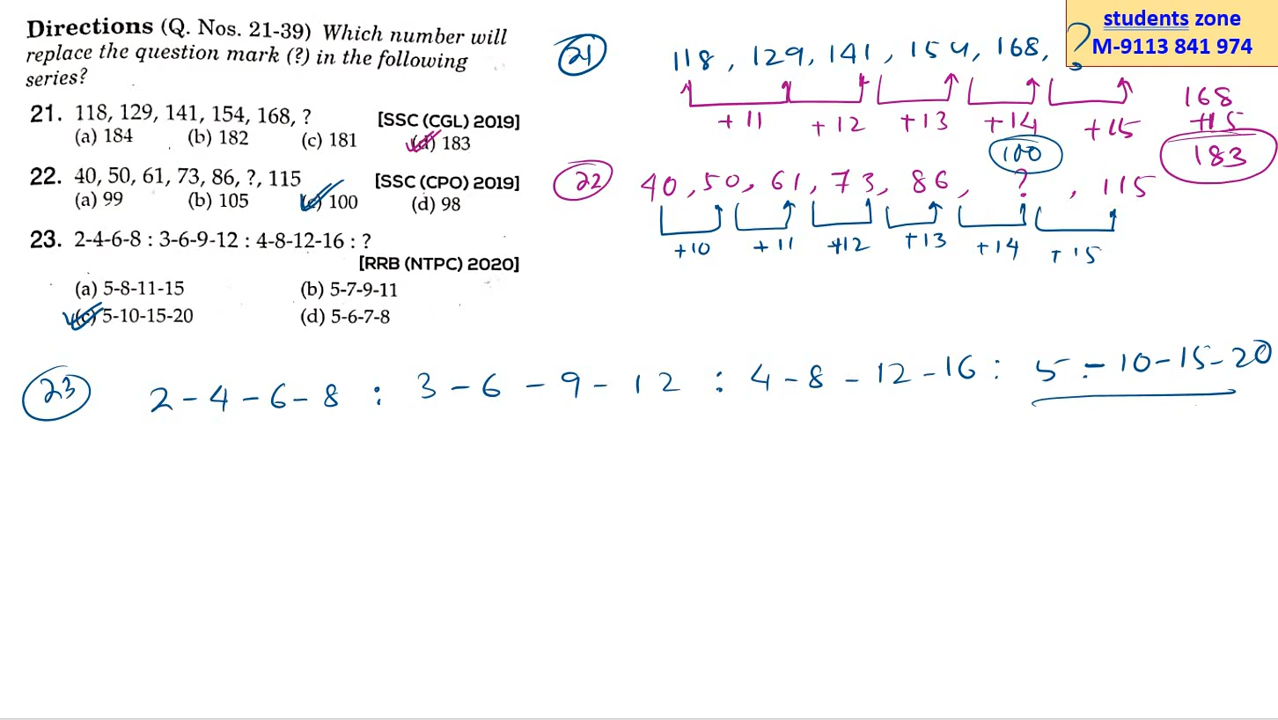 Directions (Q. Nos. 21-39) Which number will
replace the question mark (?) in the following
series?
21. 118, 129, 141, 154, 168, ? [SSC (CGL) 2019]
(a) 184 (b) 182 (c) 181 (d) 183
22. 40, 50, 61, 73, 86, ?, 115 [SSC (CPO) 2019]
(a) 99 (b) 105 (c) 100 (d) 98
23. 2-4-6-8 : 3-6-9-12 : 4-8-12-16 : ?
[RRB (NTPC) 2020]
(a) 5-8-11-15 (b) 5-7-9-11
(c) 5-10-15-20 (d) 5-6-7-8
students zone
M-9113 841 974
21 118, 129, 141, 154, 168, ?
+11 +12 +13 +14 +15
168
+15
183
100
22 40, 50, 61, 73, 86, ?, 115
+10 +11 +12 +13 +14 +15
23 2-4-6-8 : 3-6-9-12 : 4-8-12-16 : 5-10-15-20